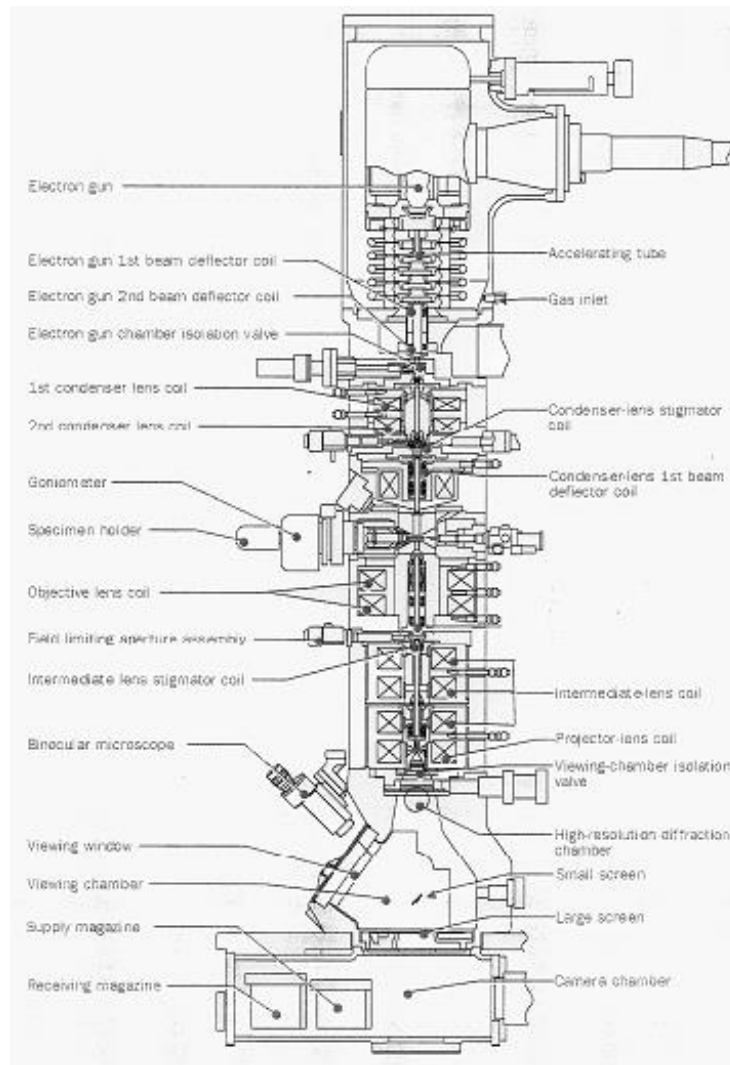 Electron gun
Electron gun 1st beam deflector coil
Electron gun 2nd beam deflector coil
Electron gun chamber isolation valve
1st condenser lens coil
2nd condenser lens coil
Goniometer
Specimen holder
Objective lens coil
Field limiting aperture assembly
Intermediate lens stigmator coil
Binocular microscope
Viewing window
Viewing chamber
Supply magazine
Receiving magazine
Accelerating tube
Gas inlet
Condenser-lens stigmator
coil
Condenser-lens 1st beam
deflector coil
Intermediate-lens coil
Projector-lens coil
Viewing-chamber isolation
valve
High-resolution diffraction
chamber
Small screen
Large screen
Camera chamber